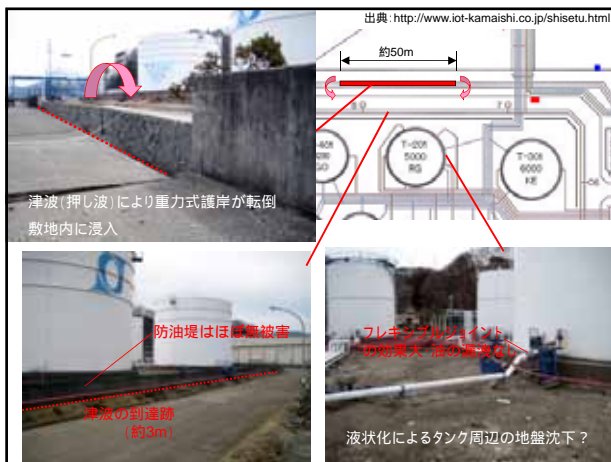 出典：http://www.iot-kamaishi.co.jp/shisetu.html
約50m
8
7
T-201
5000
RG
T-301
6000
KE
津波(押し波)により重力式護岸が転倒
敷地内に浸入
防油堤はほぼ無被害
津波の到達跡
(約3m)
フレキシブルジョイント
の効果大・油の漏洩なし
液状化によるタンク周辺の地盤沈下？